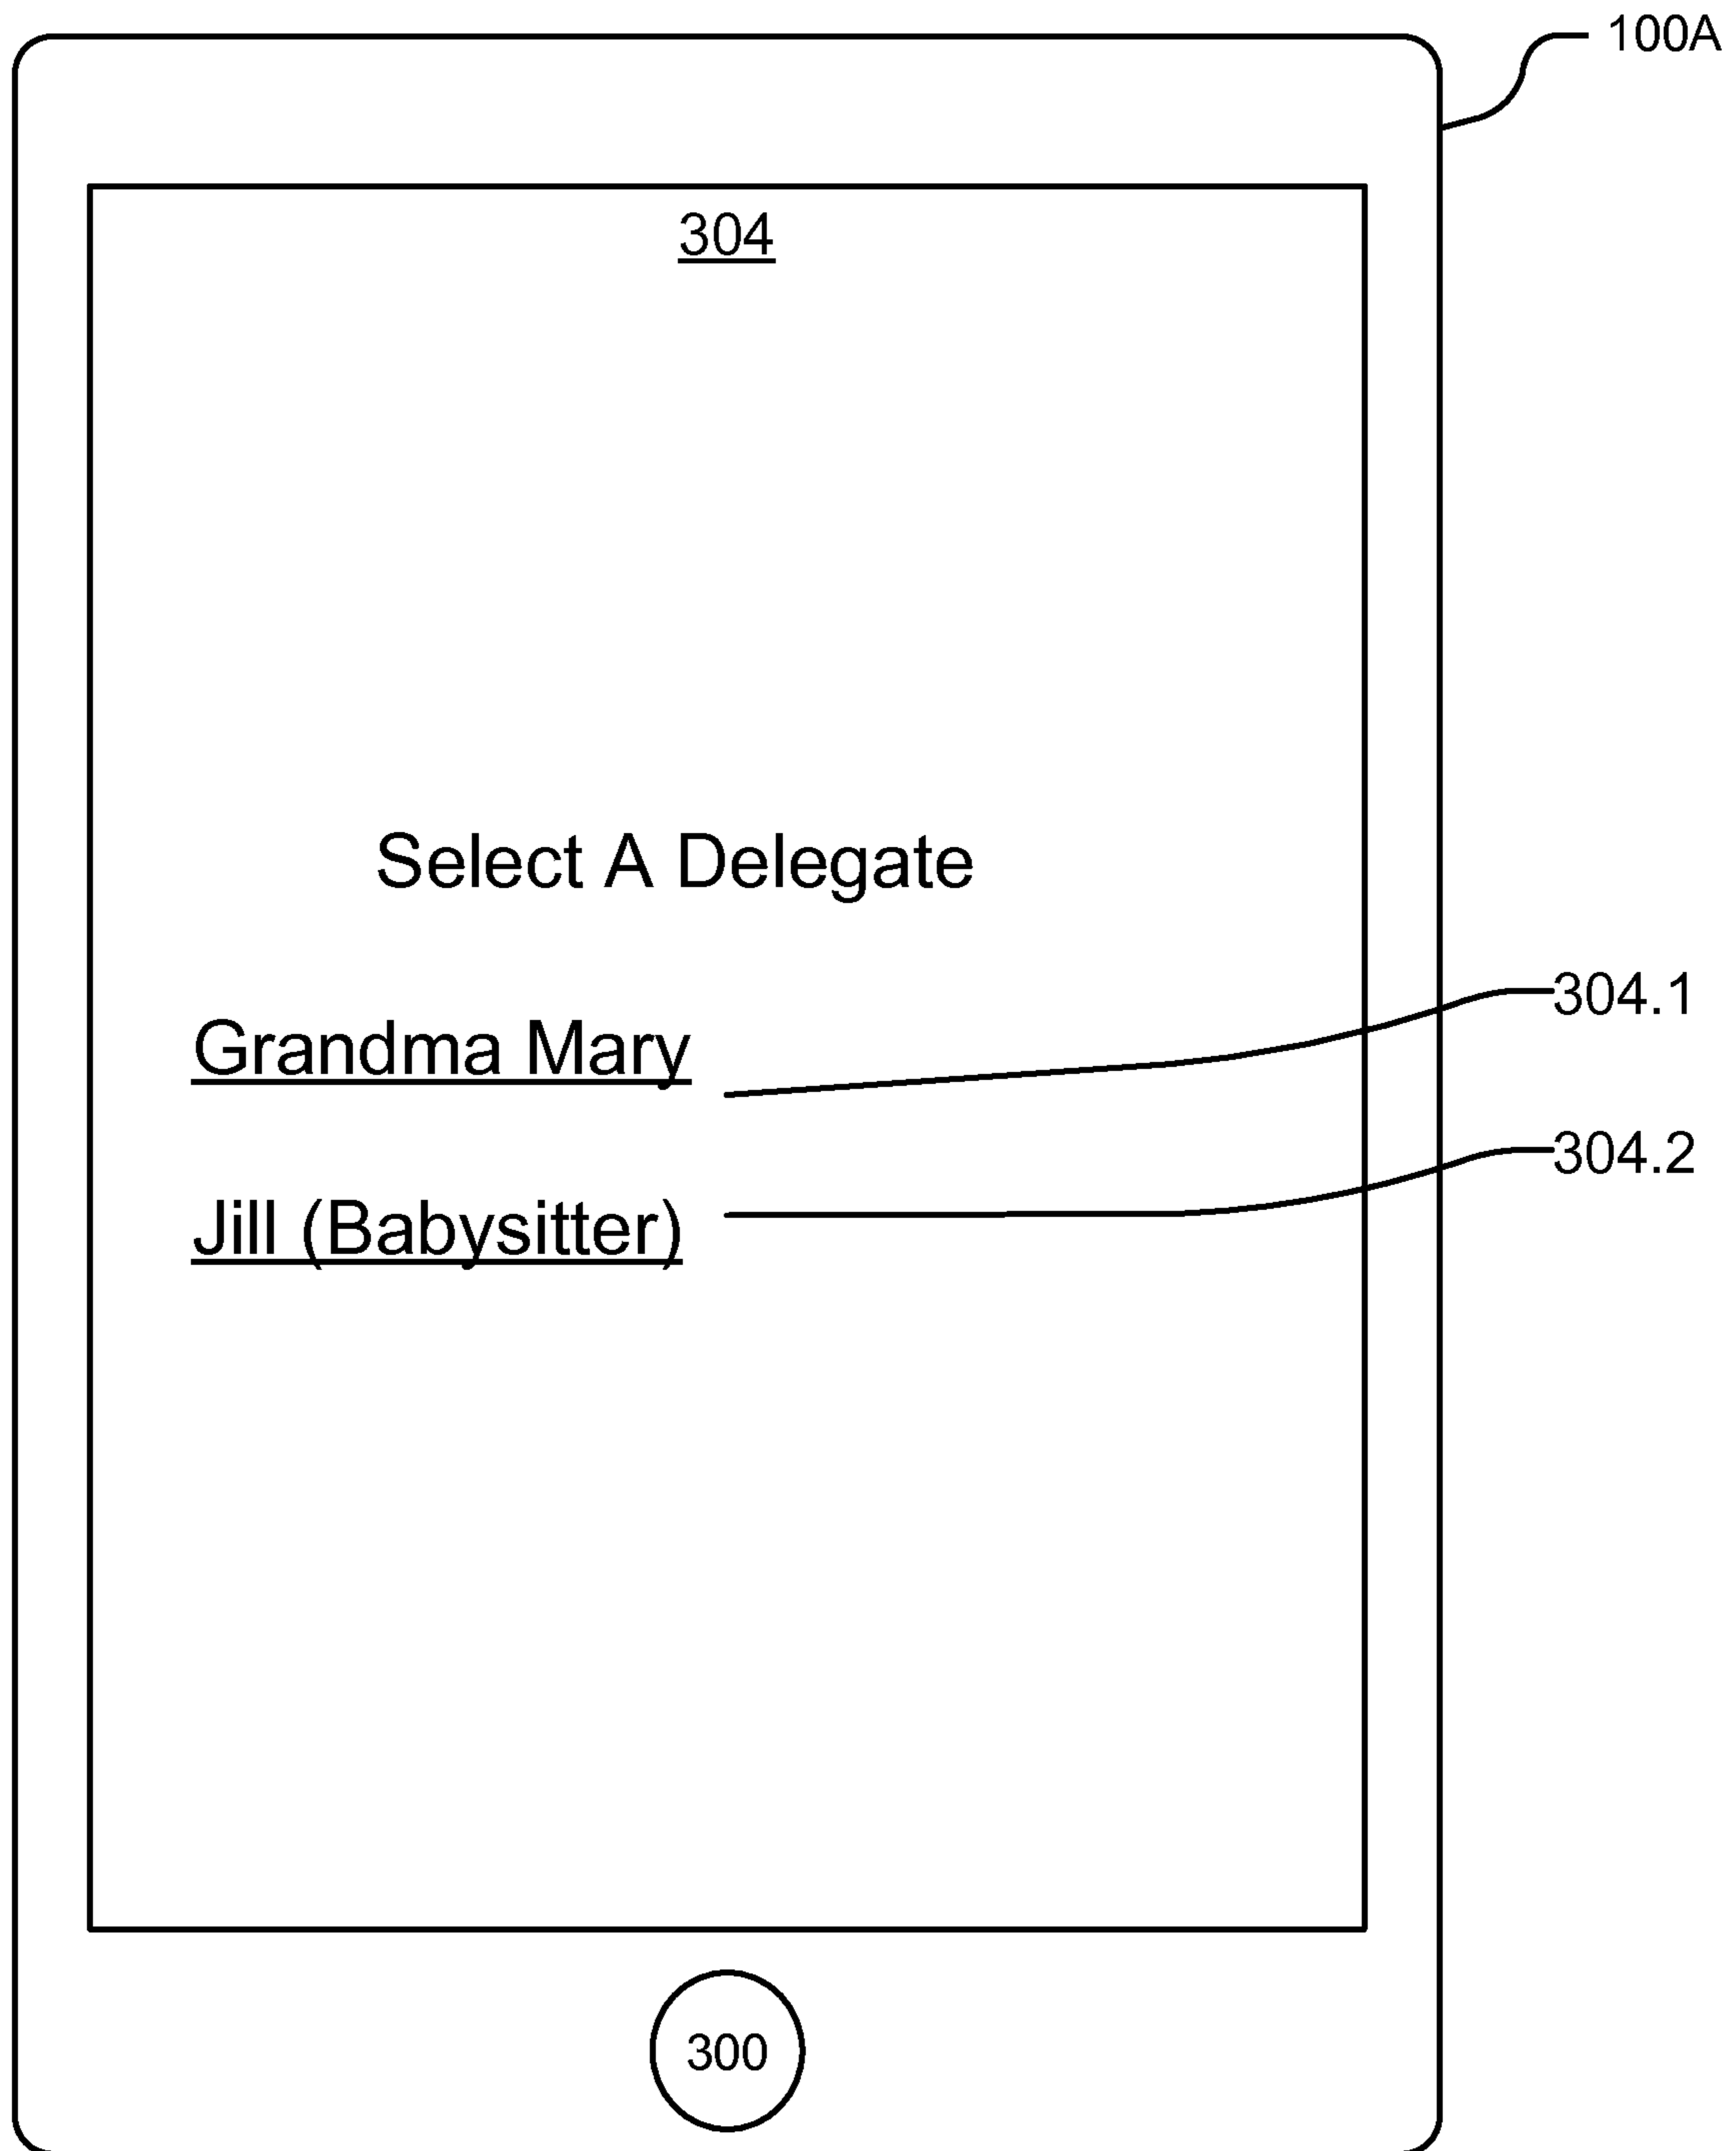 100A
304
Select A Delegate
304.1
Grandma Mary
304.2
Jill (Babysitter)
300